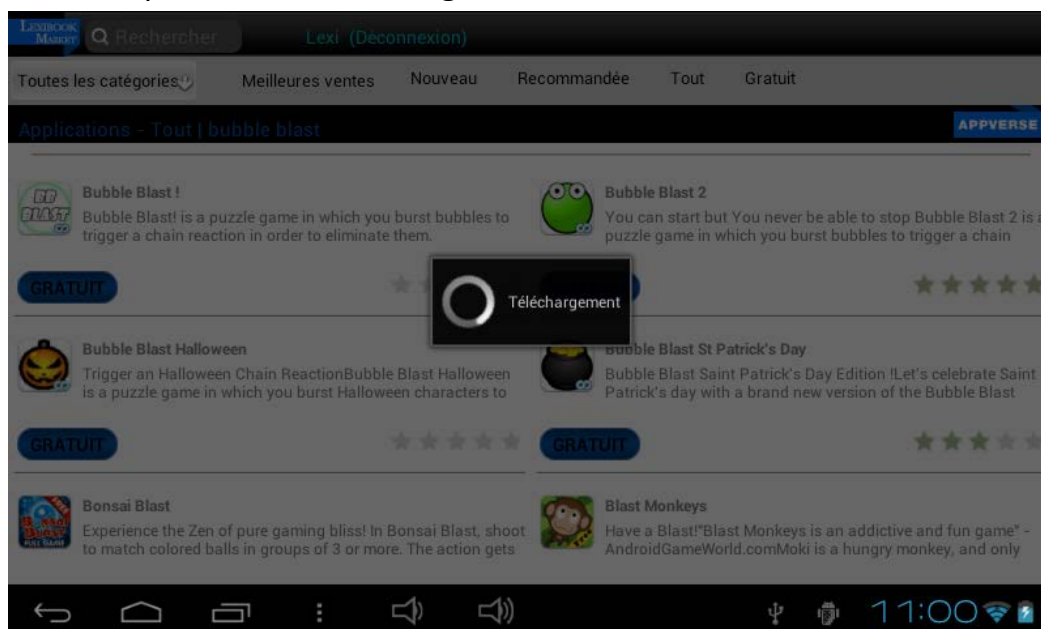 LEXIBOOK
MARKET
Rechercher
Lexi (Déconnexion)
Toutes les catégories
Meilleures ventes
Nouveau
Recommandée
Tout
Gratuit
Applications - Tout | bubble blast
APPVERSE
BB
BLAST
Bubble Blast !
Bubble Blast! is a puzzle game in which you burst bubbles to
trigger a chain reaction in order to eliminate them.
GRATUIT
Bubble Blast 2
You can start but You never be able to stop Bubble Blast 2 is a
puzzle game in which you burst bubbles to trigger a chain
Téléchargement
Bubble Blast Halloween
Trigger an Halloween Chain ReactionBubble Blast Halloween
is a puzzle game in which you burst Halloween characters to
GRATUIT
Bubble Blast St Patrick's Day
Bubble Blast Saint Patrick's Day Edition !Let's celebrate Saint
Patrick's day with a brand new version of the Bubble Blast
GRATUIT
Bonsai Blast
Experience the Zen of pure gaming bliss! In Bonsai Blast, shoot
to match colored balls in groups of 3 or more. The action gets
Blast Monkeys
Have a Blast!"Blast Monkeys is an addictive and fun game" -
AndroidGameWorld.comMoki is a hungry monkey, and only
11:00